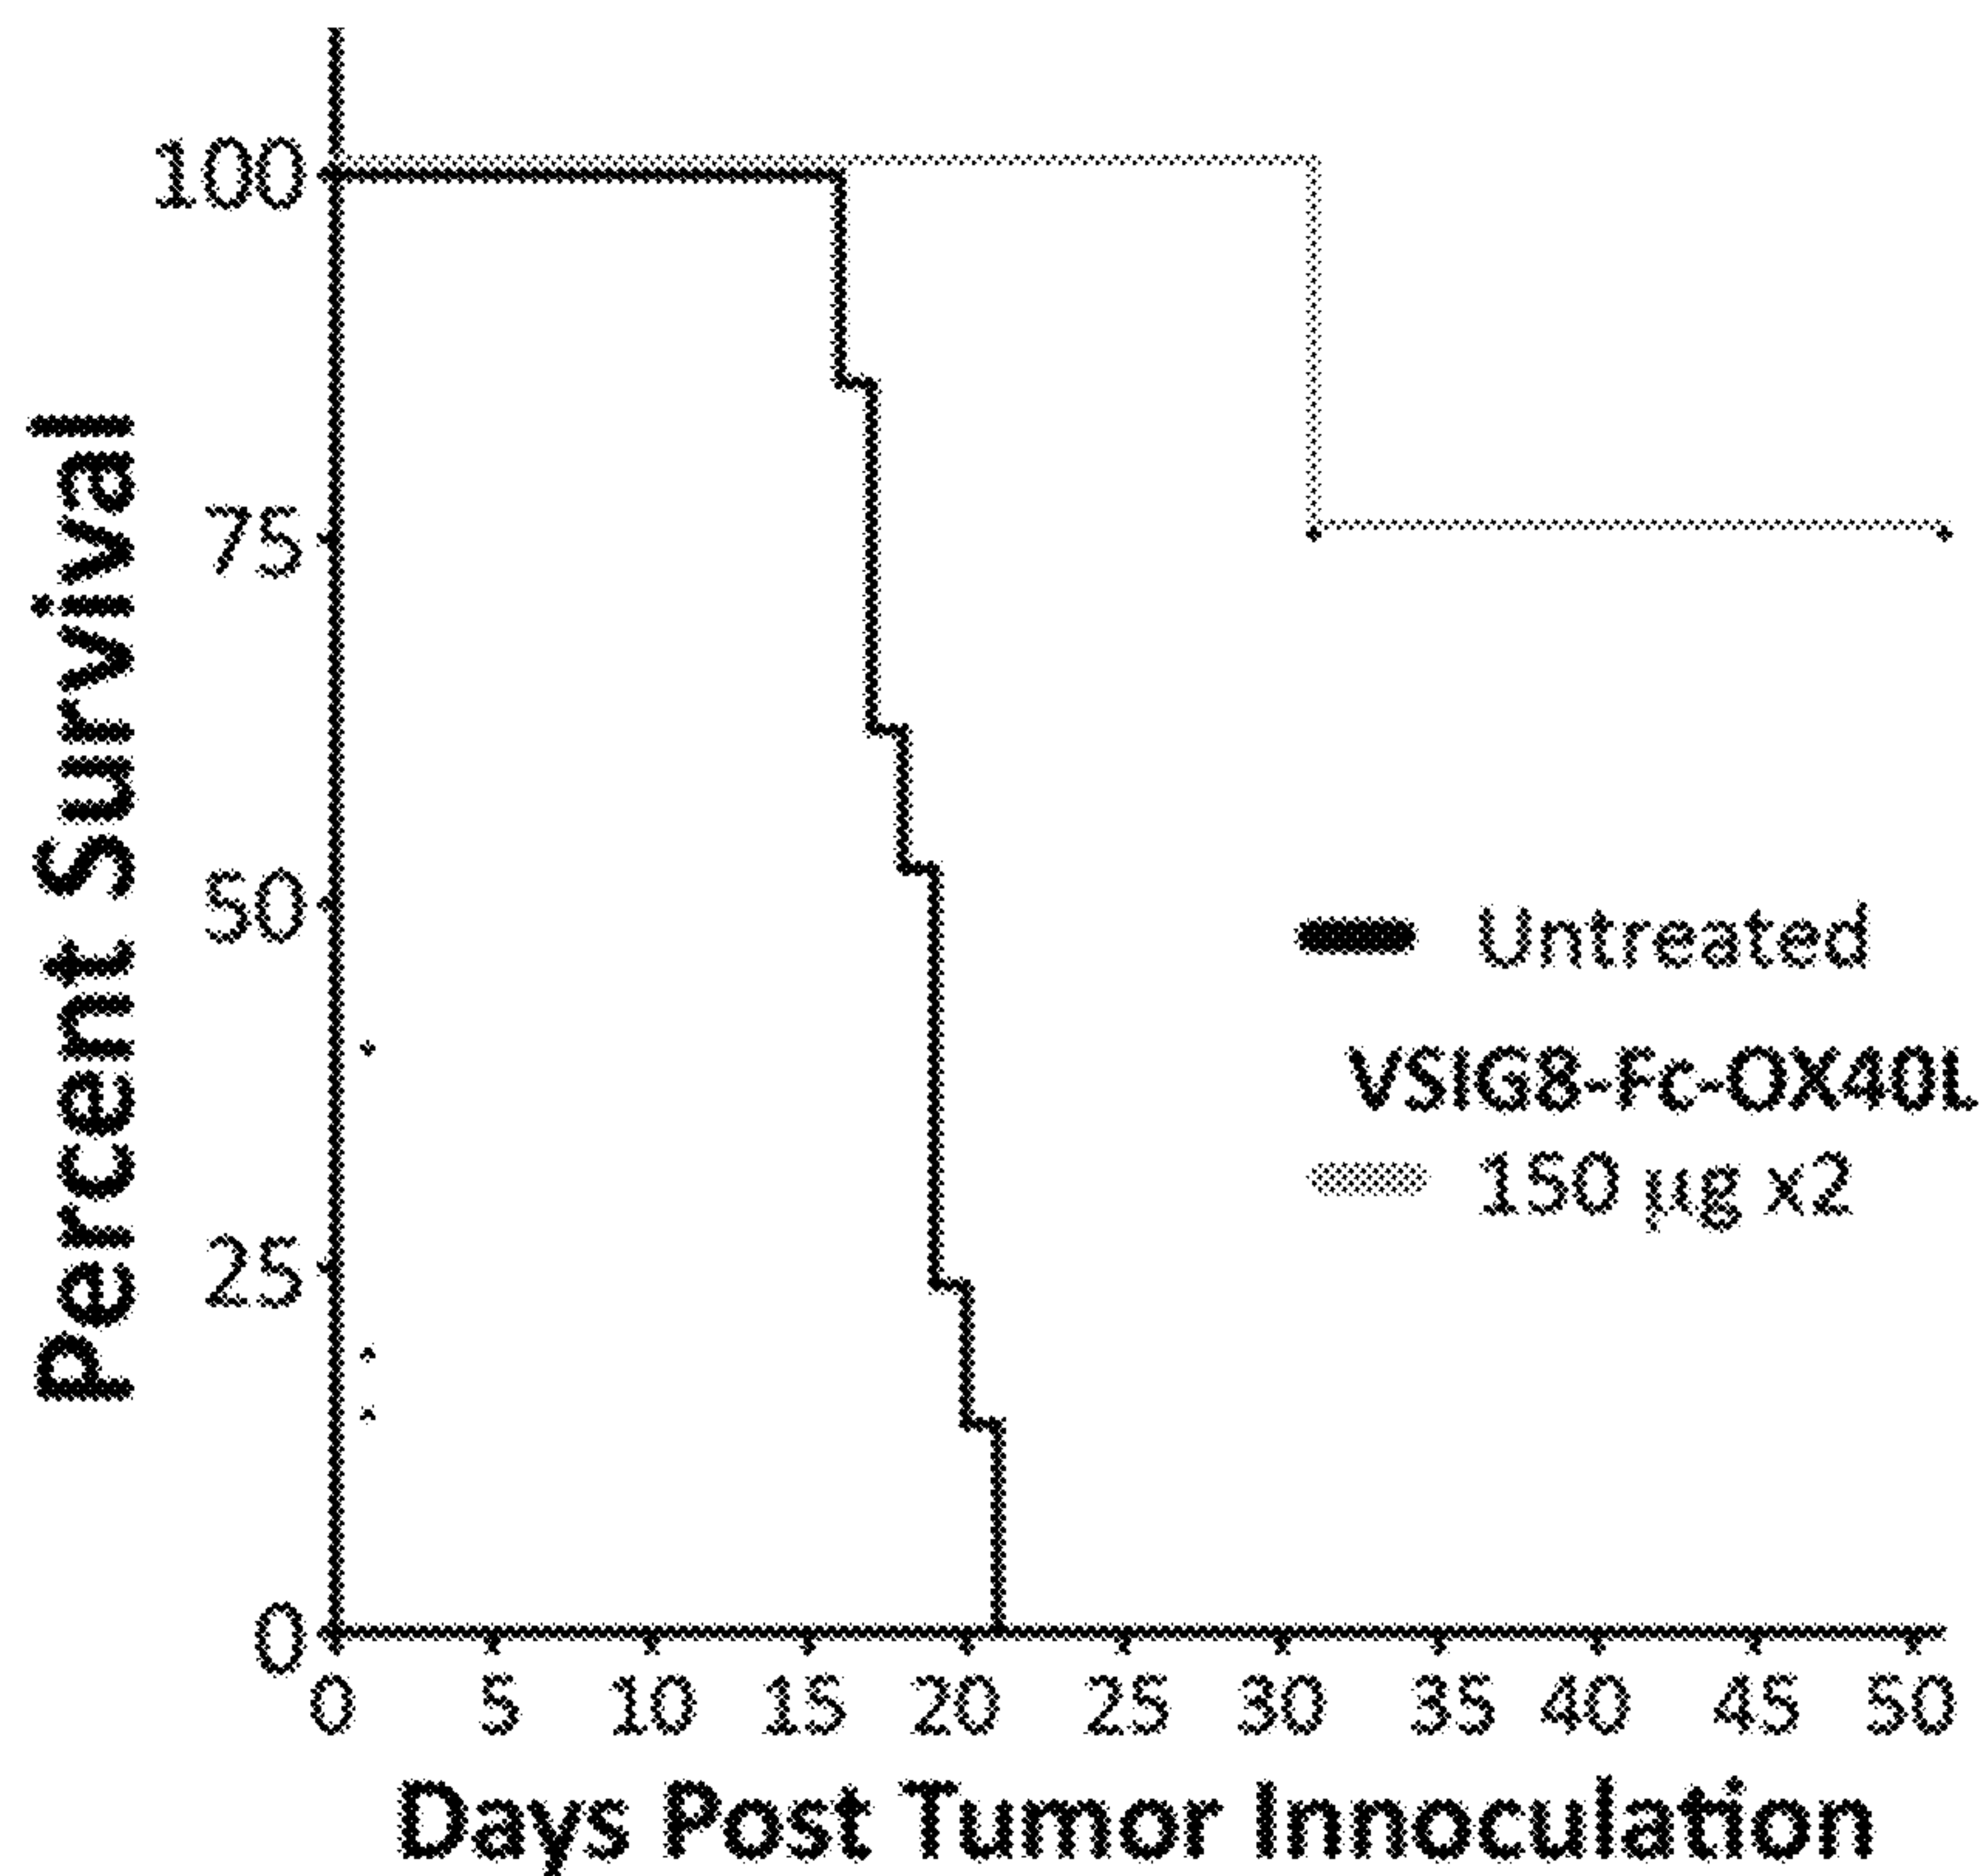 Percent Survival
100
75
50
25
0
Untreated
VSIG8-Fc-OX40L
150 µg x2
0 5 10 15 20 25 30 35 40 45 50
Days Post Tumor Innoculation